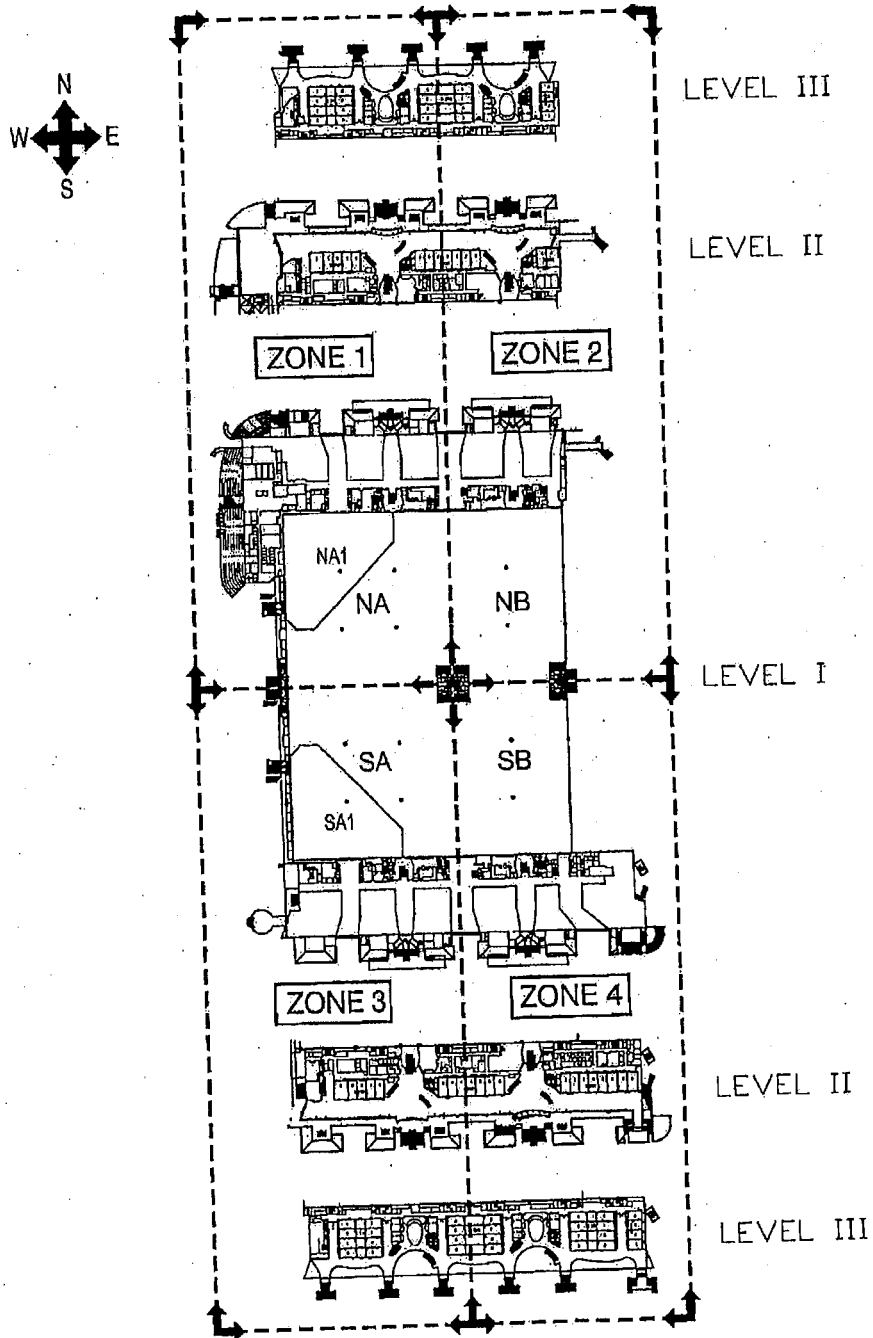 LEVEL III
N
W E
S
LEVEL II
ZONE 1 ZONE 2
NA1
NA NB
LEVEL I
SA SB
SA1
ZONE 3 ZONE 4
LEVEL II
LEVEL III